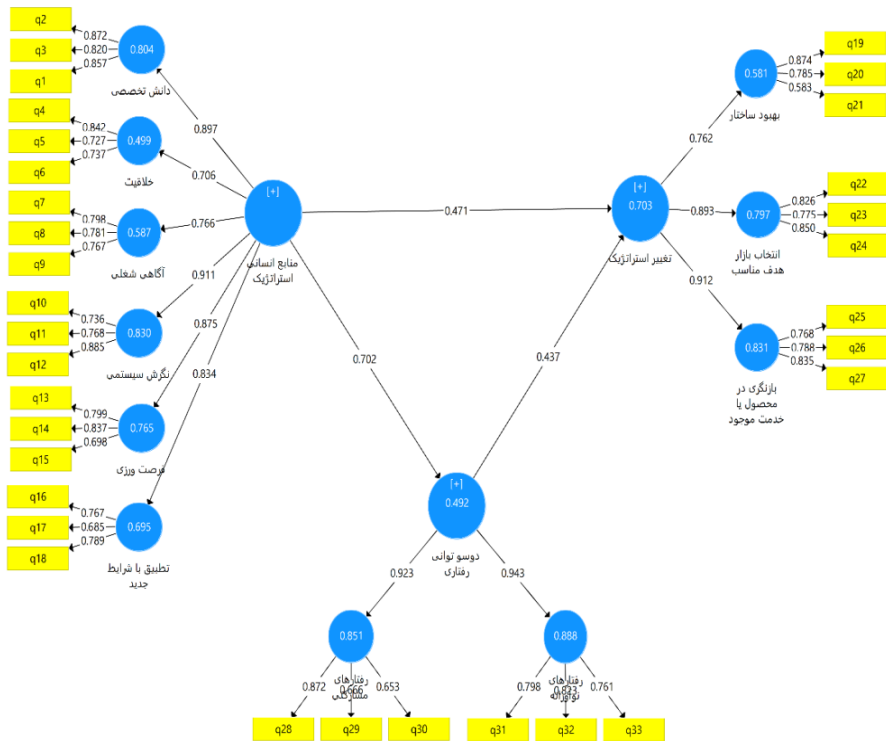 q2
q3
q1
0.872
0.820
0.857
0.804
دانش تخصصی
q4
q5
q6
0.842
0.727
0.737
0.499
خلاقیت
q7
q8
q9
0.798
0.781
0.767
0.587
آگاهی شغلی
q10
q11
q12
0.736
0.768
0.885
0.830
نگرش سیستمی
q13
q14
q15
0.799
0.837
0.698
0.765
فرصت ورزی
q16
q17
q18
0.767
0.685
0.789
0.695
تطبیق با شرایط
جدید
0.897
0.706
0.766
0.911
0.875
0.834
[+]
منابع انسانی
استراتژیک
0.471
0.702
0.437
[+]
0.703
تغییر استراتژیک
0.762
0.893
0.912
0.581
بهبود ساختار
0.874
0.785
0.583
q19
q20
q21
0.797
انتخاب بازار
هدف مناسب
0.826
0.775
0.850
q22
q23
q24
0.831
بازنگری در
محصول یا
خدمت موجود
0.768
0.788
0.835
q25
q26
q27
[+]
0.492
دوسو توانی
رفتاری
0.923
0.943
0.851
رفتارهای
مشارکتی
0.872
0.666
0.653
q28
q29
q30
0.888
رفتارهای
نوآورانه
0.798
0.823
0.761
q31
q32
q33